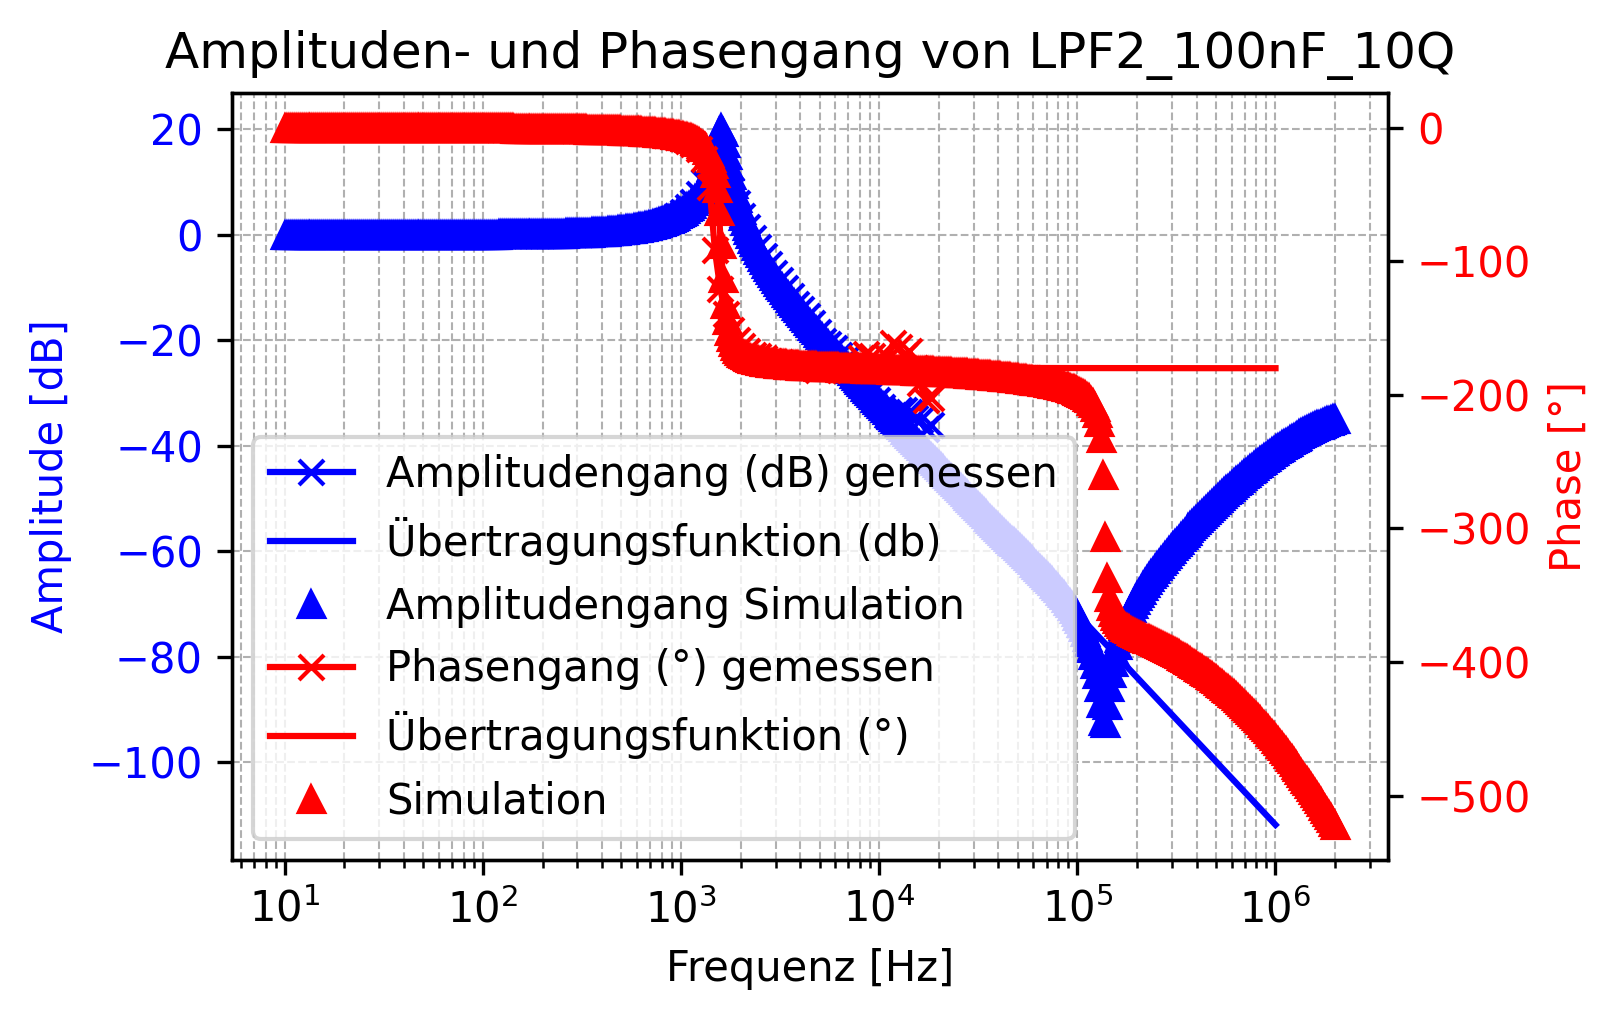 Amplituden- und Phasengang von LPF2_100nF_10Q
Amplitude [dB]
20
0
−20
−40
−60
−80
−100
0
−100
−200
−300
−400
−500
Phase [°]
Amplitudengang (dB) gemessen
Übertragungsfunktion (db)
Amplitudengang Simulation
Phasengang (°) gemessen
Übertragungsfunktion (°)
Simulation
10¹ 10² 10³ 10⁴ 10⁵ 10⁶
Frequenz [Hz]